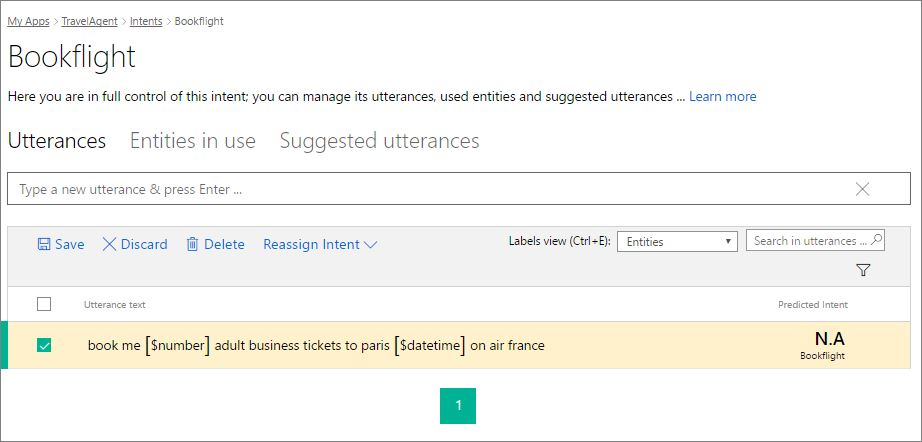 My Apps > TravelAgent > Intents > Bookflight
Bookflight
Here you are in full control of this intent; you can manage its utterances, used entities and suggested utterances ... Learn more
Utterances Entities in use Suggested utterances
Type a new utterance & press Enter ...
Save Discard Delete Reassign Intent Labels view (Ctrl+E): Entities Search in utterances ...
Utterance text Predicted Intent
book me [$number] adult business tickets to paris [$datetime] on air france N.A
Bookflight
1